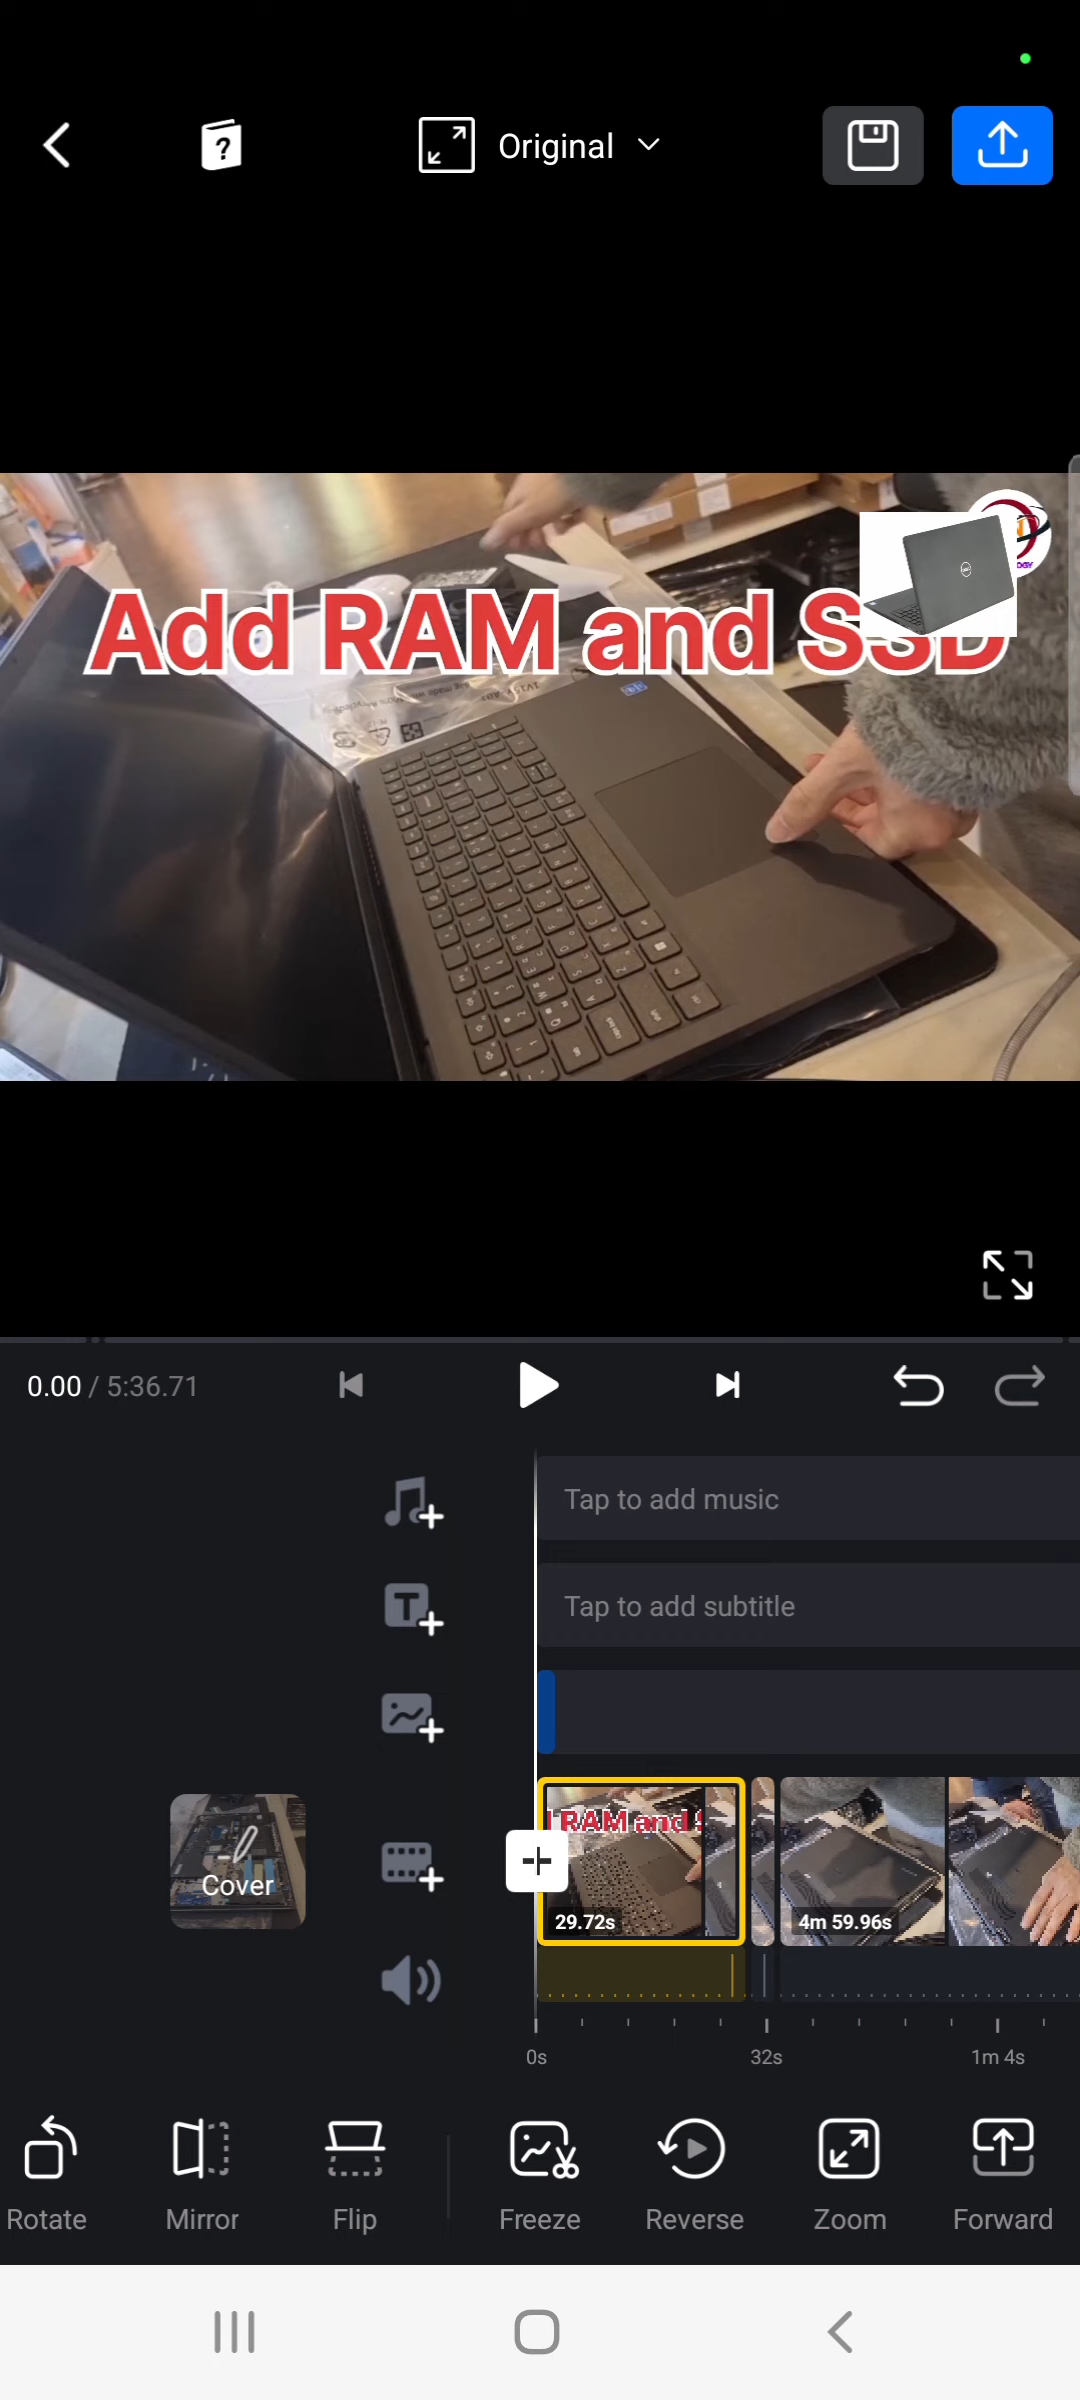 Original
Add RAM and SSD
0.00 / 5:36.71
Tap to add music
Tap to add subtitle
RAM and
Cover
29.72s
4m 59.96s
0s
32s
1m 4s
Rotate
Mirror
Flip
Freeze
Reverse
Zoom
Forward